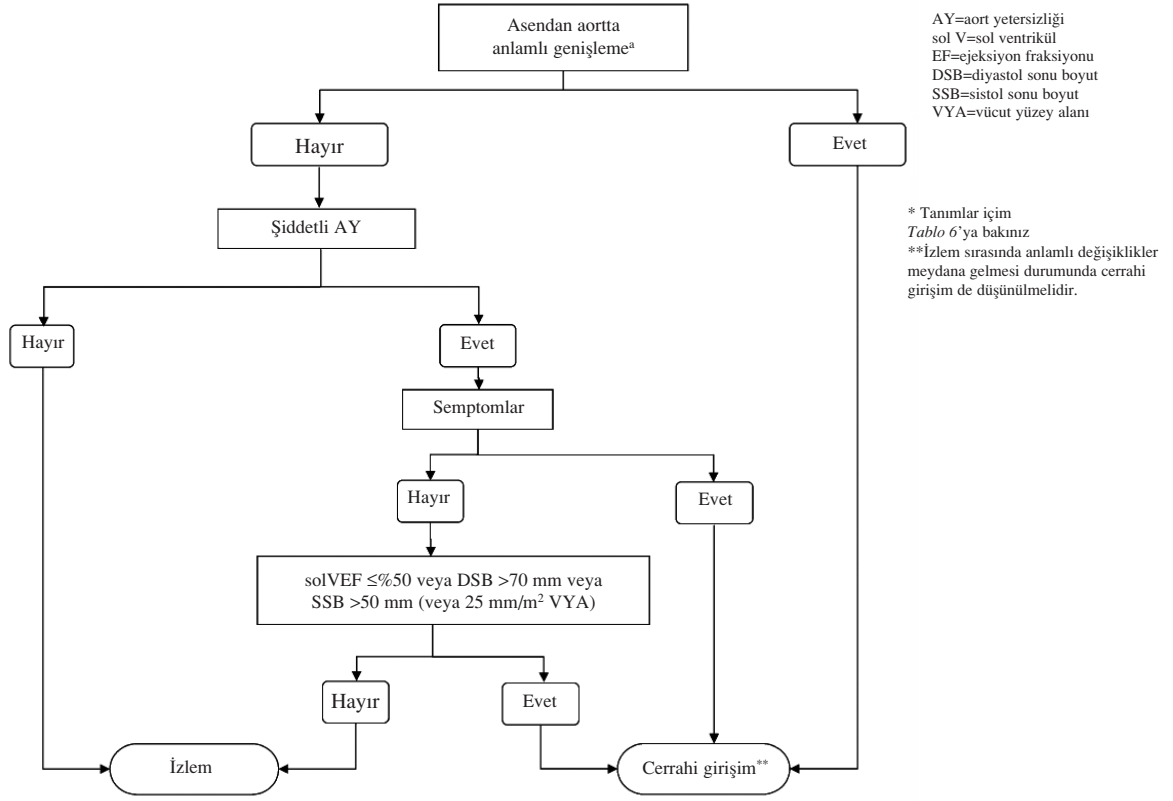 Asendan aortta
anlamlı genişlemeᵃ
AY=aort yetersizliği
sol V=sol ventrikül
EF=ejeksiyon fraksiyonu
DSB=diyastol sonu boyut
SSB=sistol sonu boyut
VYA=vücut yüzey alanı
Hayır
Evet
* Tanımlar içim
Tablo 6’ya bakınız
**İzlem sırasında anlamlı değişiklikler
meydana gelmesi durumunda cerrahi
girişim de düşünülmelidir.
Şiddetli AY
Hayır
Evet
Semptomlar
Hayır
Evet
solVEF ≤%50 veya DSB >70 mm veya
SSB >50 mm (veya 25 mm/m² VYA)
Hayır
Evet
İzlem
Cerrahi girişim**